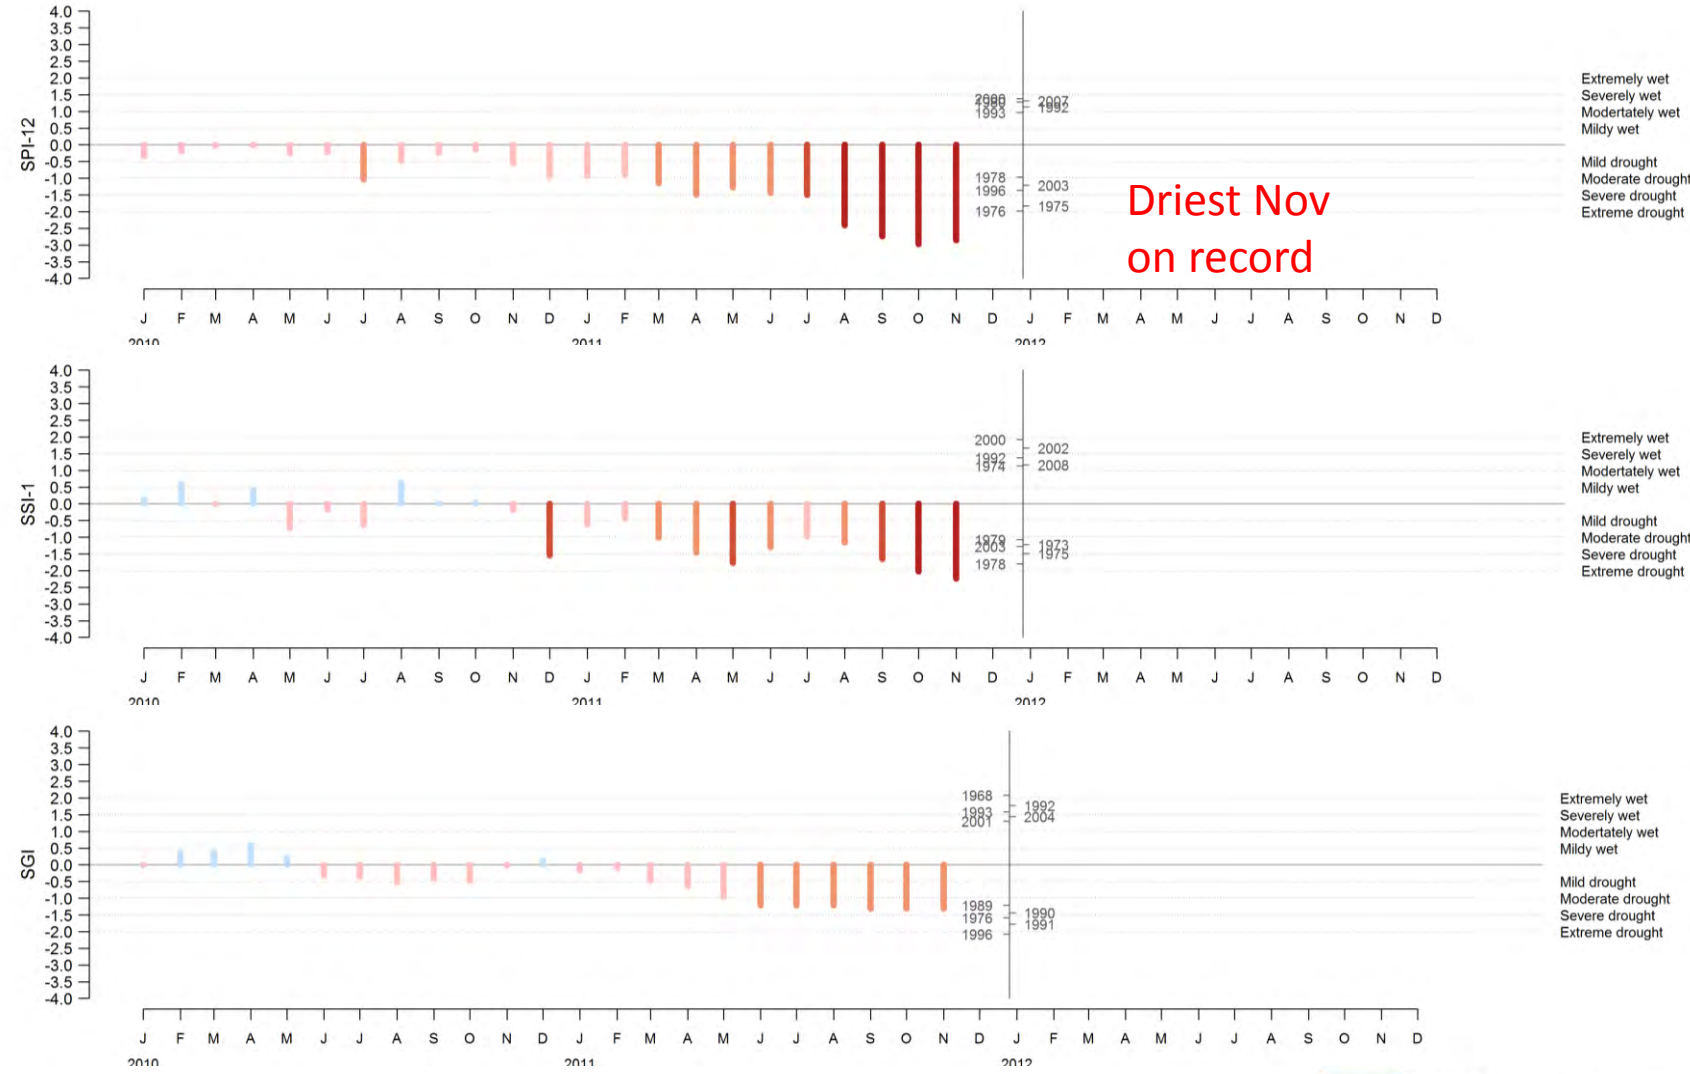 4.0
3.5
3.0
2.5
2.0
1.5
1.0
0.5
0.0
-0.5
-1.0
-1.5
-2.0
-2.5
-3.0
-3.5
-4.0
SPI-12
2000
1993
2007
1992
1978
1996
1976
2003
1975
Driest Nov
on record
Extremely wet
Severely wet
Modertately wet
Mildy wet
Mild drought
Moderate drought
Severe drought
Extreme drought
J F M A M J J A S O N D J F M A M J J A S O N D J F M A M J J A S O N D
2010 2011 2012
4.0
3.5
3.0
2.5
2.0
1.5
1.0
0.5
0.0
-0.5
-1.0
-1.5
-2.0
-2.5
-3.0
-3.5
-4.0
SSI-1
2000
1992
1974
2002
2008
1979
2003
1978
1973
1975
Extremely wet
Severely wet
Modertately wet
Mildy wet
Mild drought
Moderate drought
Severe drought
Extreme drought
J F M A M J J A S O N D J F M A M J J A S O N D J F M A M J J A S O N D
2010 2011 2012
4.0
3.5
3.0
2.5
2.0
1.5
1.0
0.5
0.0
-0.5
-1.0
-1.5
-2.0
-2.5
-3.0
-3.5
-4.0
SGI
1968
1993
2001
1992
2004
1989
1976
1996
1990
1991
Extremely wet
Severely wet
Modertately wet
Mildy wet
Mild drought
Moderate drought
Severe drought
Extreme drought
J F M A M J J A S O N D J F M A M J J A S O N D J F M A M J J A S O N D
2010 2011 2012